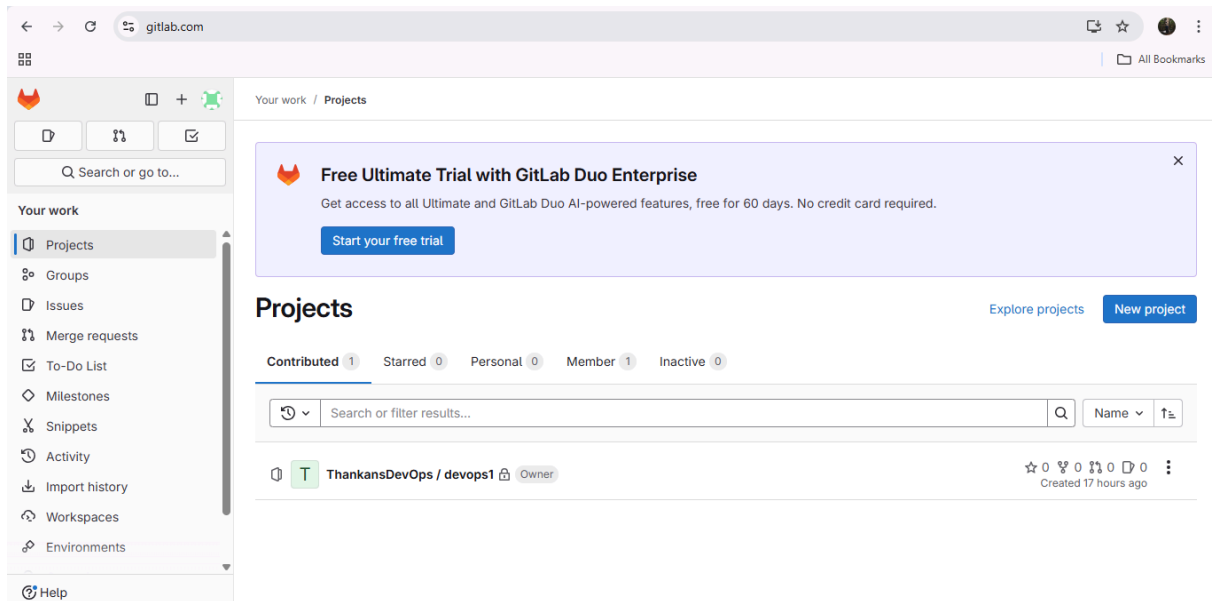 gitlab.com
All Bookmarks
Your work / Projects
Search or go to...
Your work
Projects
Groups
Issues
Merge requests
To-Do List
Milestones
Snippets
Activity
Import history
Workspaces
Environments
Help
Free Ultimate Trial with GitLab Duo Enterprise
Get access to all Ultimate and GitLab Duo AI-powered features, free for 60 days. No credit card required.
Start your free trial
Projects
Explore projects
New project
Contributed 1 Starred 0 Personal 0 Member 1 Inactive 0
Search or filter results...
Name
T ThankansDevOps / devops1 Owner
0 0 0 0
Created 17 hours ago